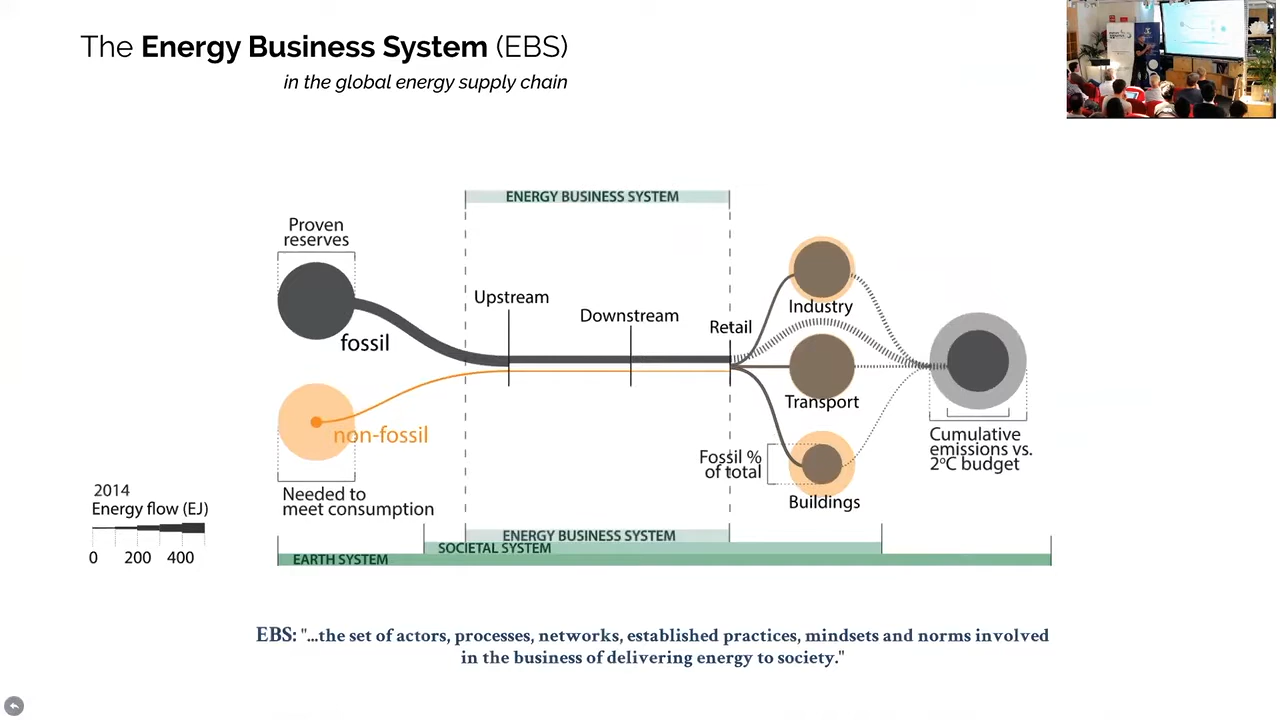 The Energy Business System (EBS)
in the global energy supply chain
ENERGY BUSINESS SYSTEM
Proven
reserves
fossil
non-fossil
Needed to
meet consumption
Upstream
Downstream
Retail
Industry
Transport
Fossil %
of total
Buildings
Cumulative
emissions vs.
2ºC budget
2014
Energy flow (EJ)
0 200 400
ENERGY BUSINESS SYSTEM
SOCIETAL SYSTEM
EARTH SYSTEM
EBS: "...the set of actors, processes, networks, established practices, mindsets and norms involved
in the business of delivering energy to society."